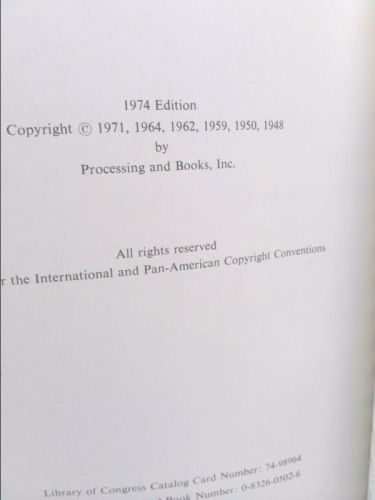 1974 Edition
Copyright © 1971, 1964, 1962, 1959, 1950, 1948
by
Processing and Books, Inc.
All rights reserved
r the International and Pan-American Copyright Conventions
Library of Congress Catalog Card Number: 74-98964
Book Number: 0-8326-0502-6